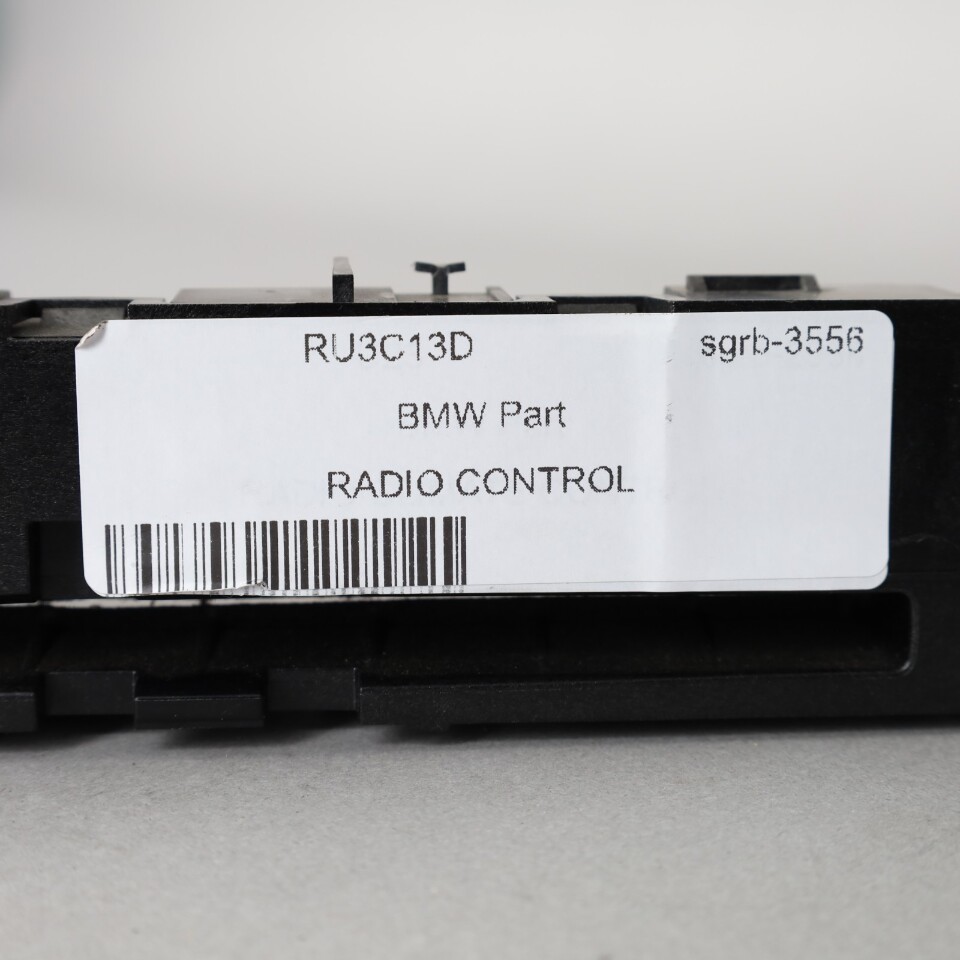 RU3C13D sgrb-3556
BMW Part
RADIO CONTROL